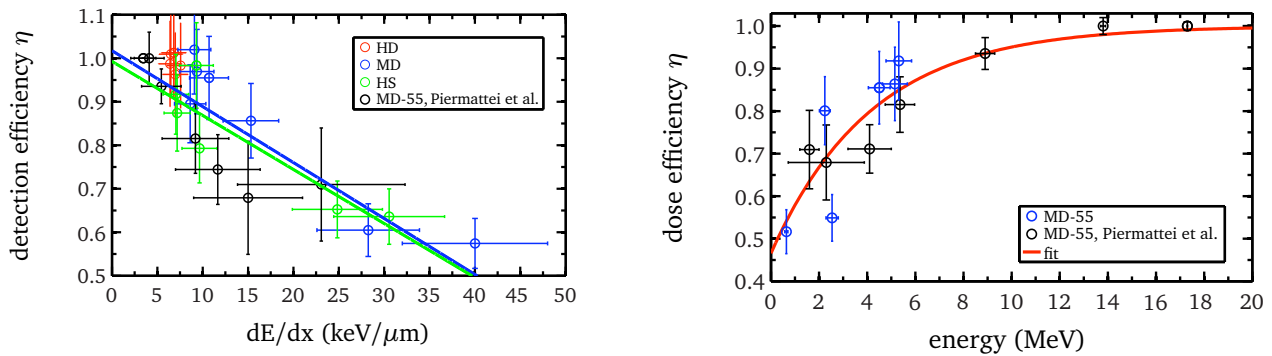 detection efficiency η
1.1
1.0
0.9
0.8
0.7
0.6
0.5
HD
MD
HS
MD-55, Piermattei et al.
0 5 10 15 20 25 30 35 40 45 50
dE/dx (keV/μm)
dose efficiency η
1.0
0.9
0.8
0.7
0.6
0.5
0.4
MD-55
MD-55, Piermattei et al.
fit
0 2 4 6 8 10 12 14 16 18 20
energy (MeV)